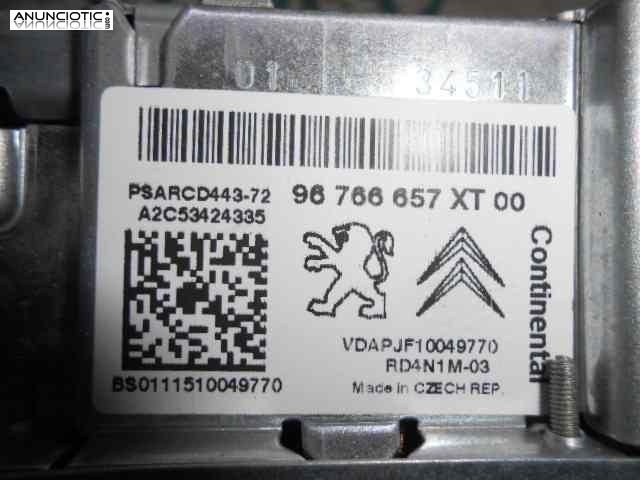 ANUNCIOTIC.com
01 34511
PSARCD443-72 96 766 657 XT 00
A2C53424335
Continental
VDAPJF10049770
RD4N1M-03
BS0111510049770 Made in CZECH REP.